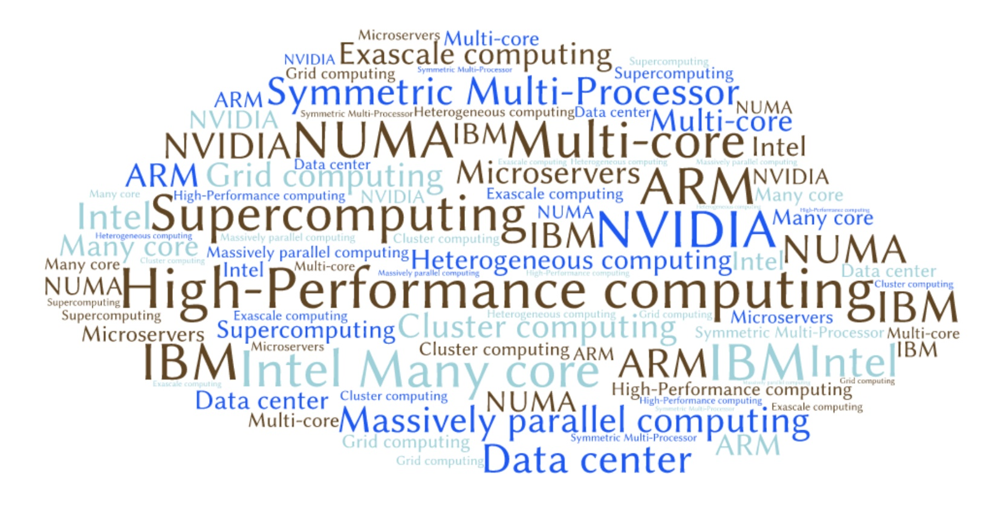 Microservers Multi-core
NVIDIA Exascale computing Supercomputing
Grid computing Symmetric Multi-Processor Supercomputing
ARM Symmetric Multi-Processor NUMA
NVIDIA Symmetric Multi-Processor Heterogeneous computing Data center Multi-core
NVIDIA NUMA IBM Multi-core Intel
ARM Grid computing Data center Microservers Exascale computing Heterogeneous computing Massively parallel computing ARM NVIDIA
Many core High-Performance computing NVIDIA Exascale computing Many core
Intel Supercomputing NUMA Heterogeneous computing High-Performance computing
Heterogeneous computing Massively parallel computing Cluster computing IBM NVIDIA Many core
Many core Cluster computing Massively parallel computing Heterogeneous computing Intel NUMA
Many core Intel Multi-core Massively parallel computing High-Performance computing Data center
NUMA High-Performance computing Cluster computing
Supercomputing IBM
Supercomputing Exascale computing Heterogeneous computing Grid computing Microservers
Microservers Supercomputing Cluster computing Symmetric Multi-Processor Multi-core
IBM Microservers Cluster computing ARM ARM IBM Intel IBM
Exascale computing Intel Many core Massively parallel computing Grid computing
High-Performance computing
Data center Cluster computing NUMA High-Performance computing
Symmetric Multi-Processor Exascale computing
Multi-core Massively parallel computing
Grid computing Symmetric Multi-Processor ARM
Grid computing Data center